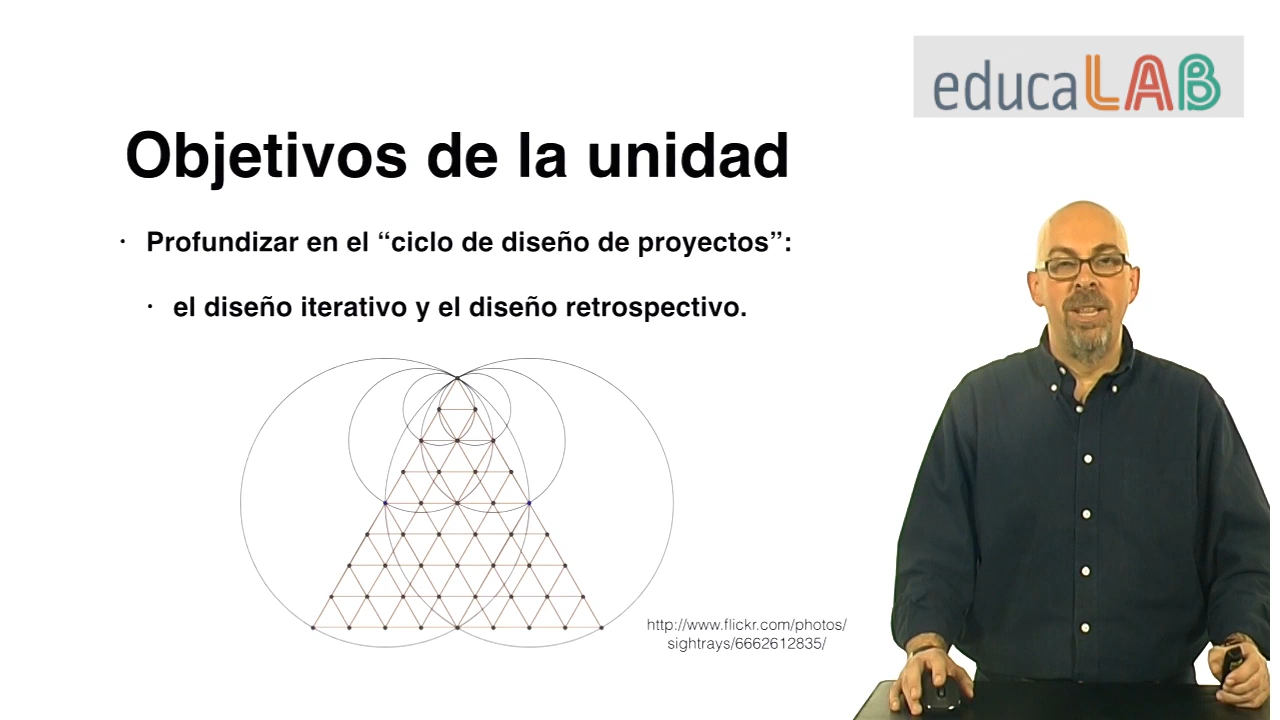 educaLAB
Objetivos de la unidad
· Profundizar en el “ciclo de diseño de proyectos”:
· el diseño iterativo y el diseño retrospectivo.
http://www.flickr.com/photos/
sightrays/6662612835/